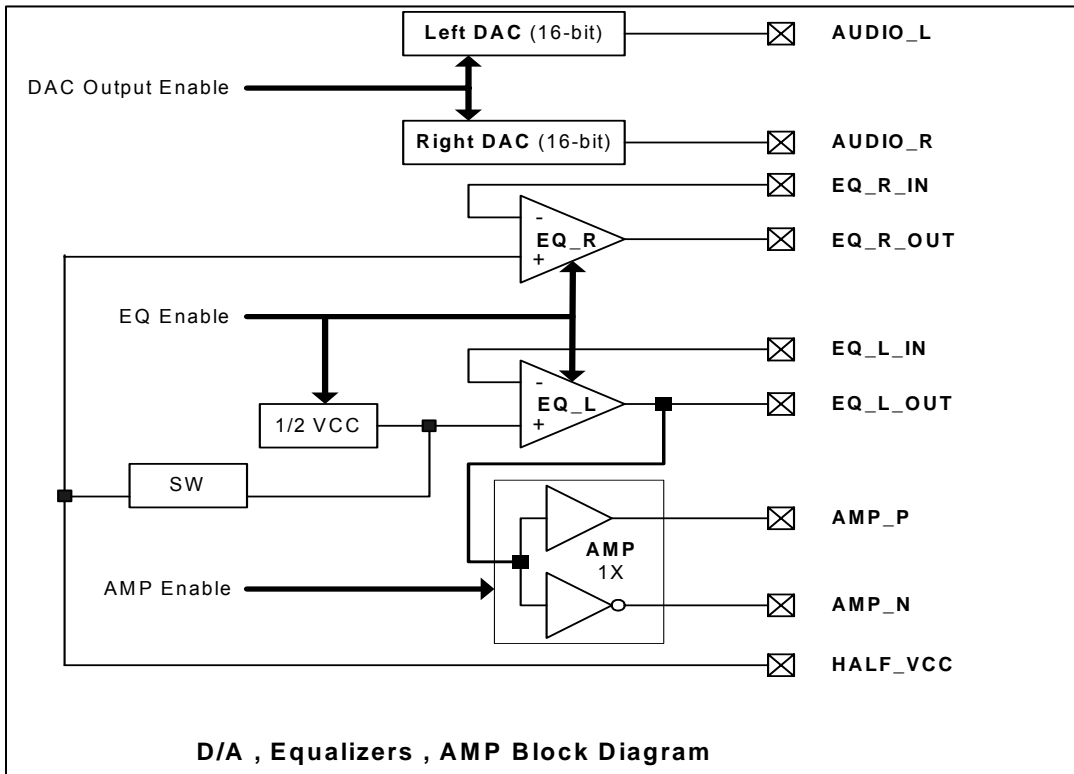 Left DAC (16-bit)
AUDIO_L
DAC Output Enable
Right DAC (16-bit)
AUDIO_R
EQ_R_IN
-
EQ_R
+
EQ_R_OUT
EQ Enable
EQ_L_IN
-
EQ_L
+
EQ_L_OUT
1/2 VCC
SW
AMP_P
AMP
1X
AMP Enable
AMP_N
HALF_VCC
D/A , Equalizers , AMP Block Diagram